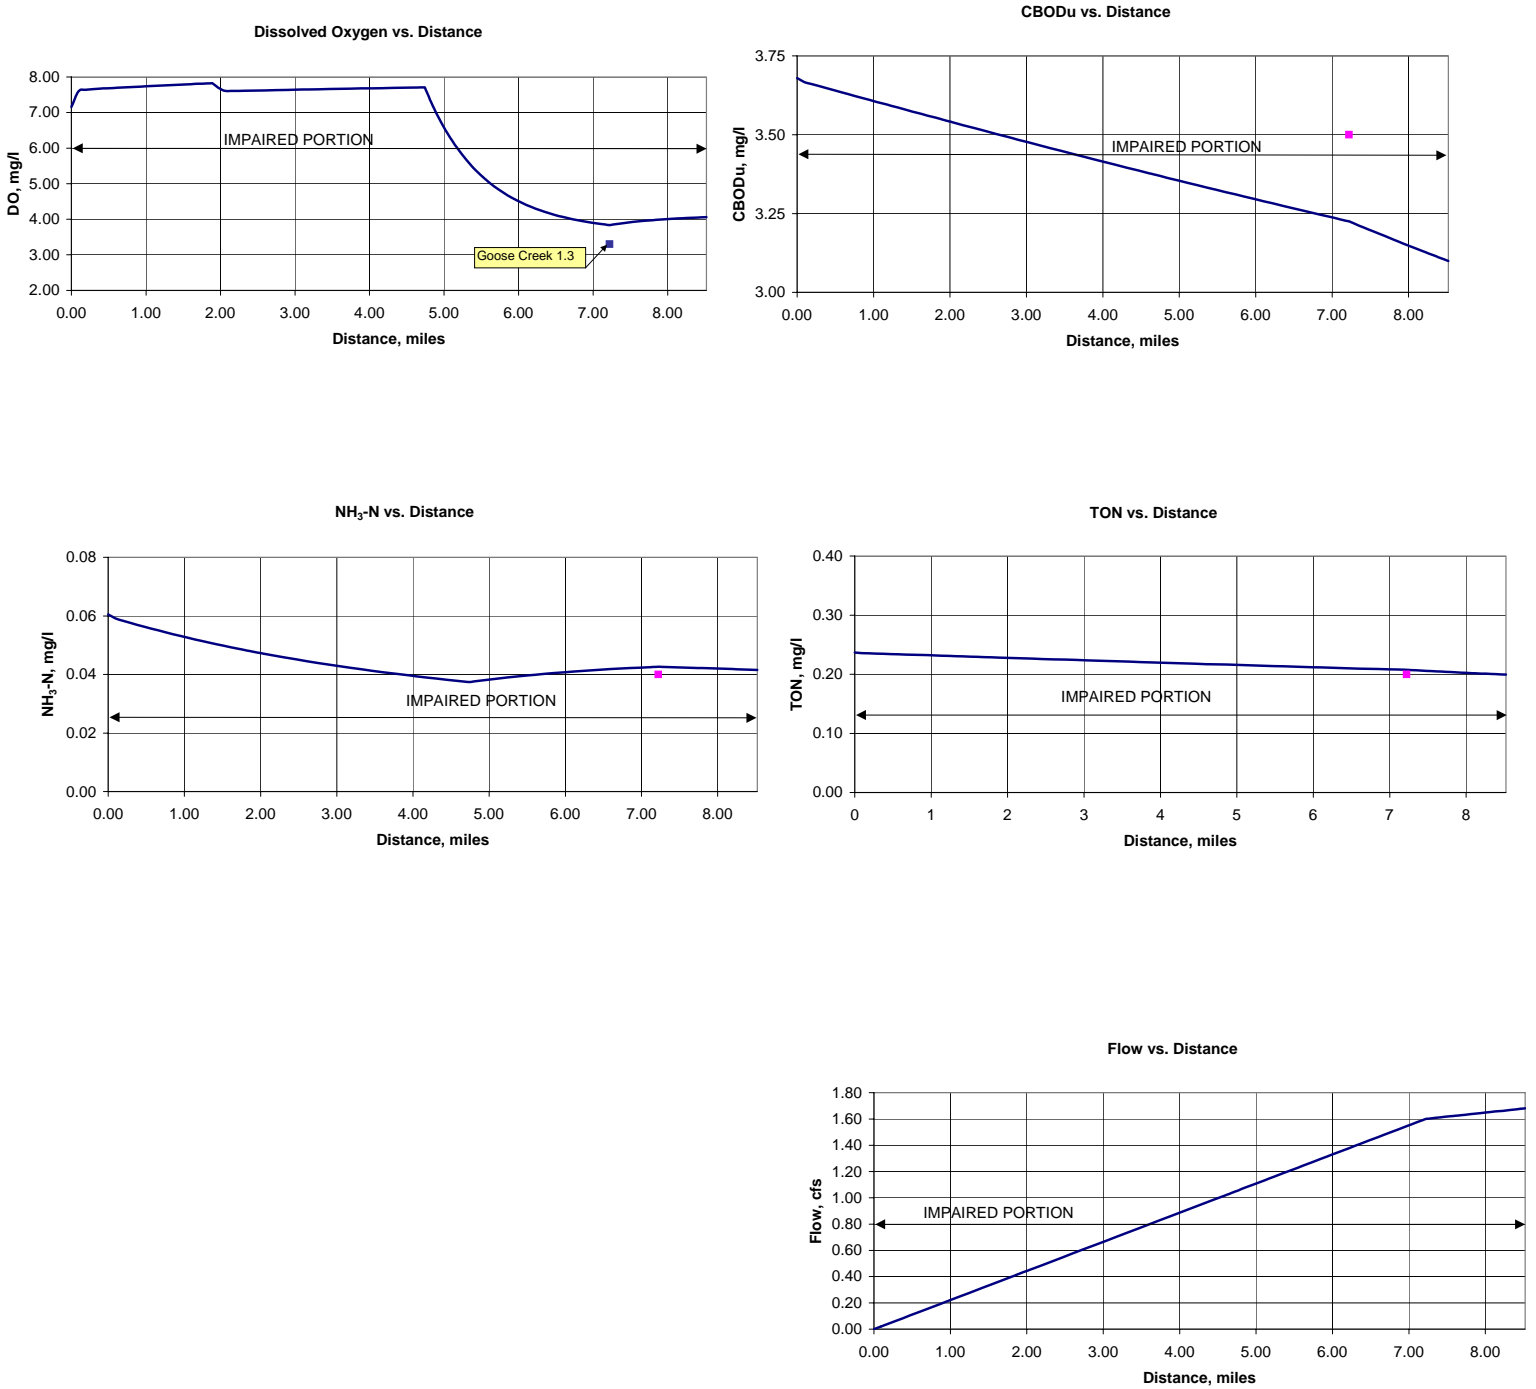 Dissolved Oxygen vs. Distance
8.00
7.00
6.00
5.00
4.00
3.00
2.00
DO, mg/l
IMPAIRED PORTION
Goose Creek 1.3
0.00 1.00 2.00 3.00 4.00 5.00 6.00 7.00 8.00
Distance, miles
CBODu vs. Distance
3.75
3.50
3.25
3.00
CBODu, mg/l
IMPAIRED PORTION
0.00 1.00 2.00 3.00 4.00 5.00 6.00 7.00 8.00
Distance, miles
NH₃-N vs. Distance
0.08
0.06
0.04
0.02
0.00
NH₃-N, mg/l
IMPAIRED PORTION
0.00 1.00 2.00 3.00 4.00 5.00 6.00 7.00 8.00
Distance, miles
TON vs. Distance
0.40
0.30
0.20
0.10
0.00
TON, mg/l
IMPAIRED PORTION
0 1 2 3 4 5 6 7 8
Distance, miles
Flow vs. Distance
1.80
1.60
1.40
1.20
1.00
0.80
0.60
0.40
0.20
0.00
Flow, cfs
IMPAIRED PORTION
0.00 1.00 2.00 3.00 4.00 5.00 6.00 7.00 8.00
Distance, miles